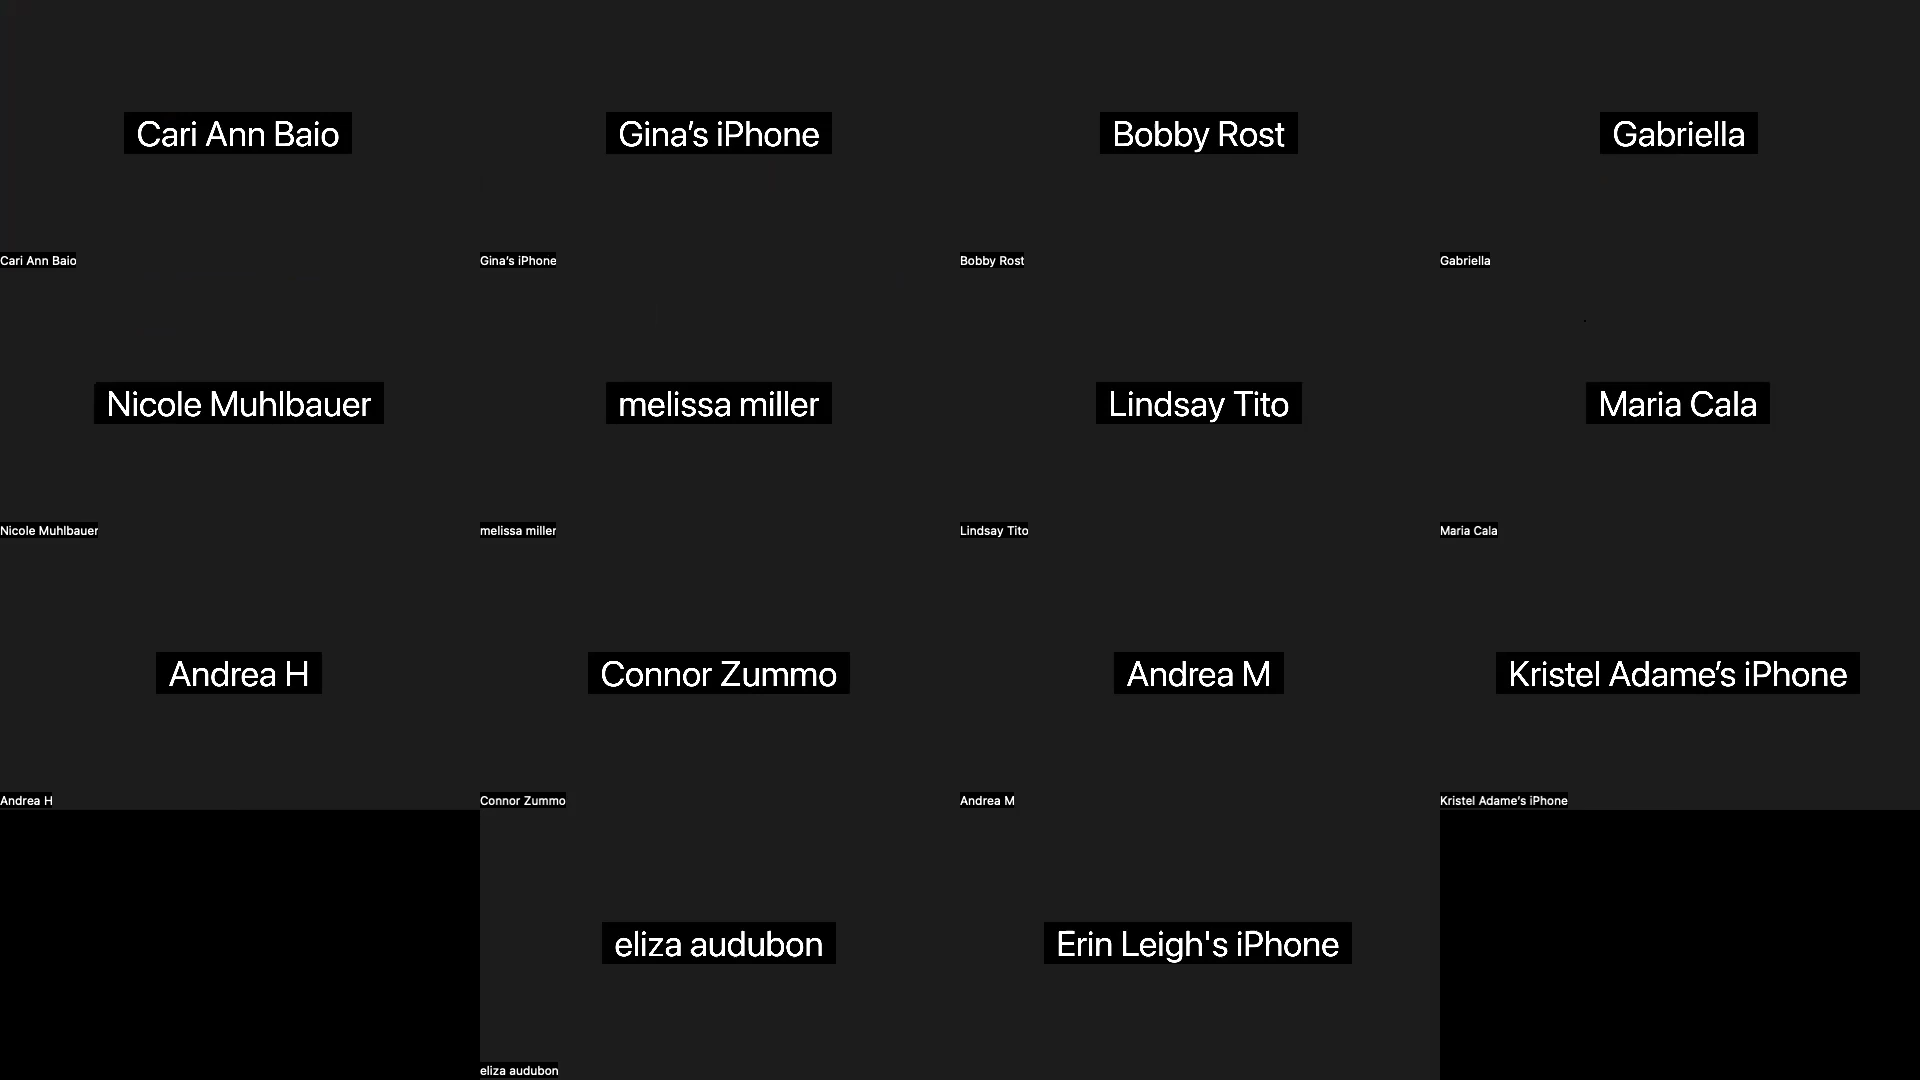 Cari Ann Baio
Gina’s iPhone
Bobby Rost
Gabriella
Cari Ann Baio
Gina’s iPhone
Bobby Rost
Gabriella
Nicole Muhlbauer
melissa miller
Lindsay Tito
Maria Cala
Nicole Muhlbauer
melissa miller
Lindsay Tito
Maria Cala
Andrea H
Connor Zummo
Andrea M
Kristel Adame’s iPhone
Andrea H
Connor Zummo
Andrea M
Kristel Adame’s iPhone
eliza audubon
Erin Leigh's iPhone
eliza audubon